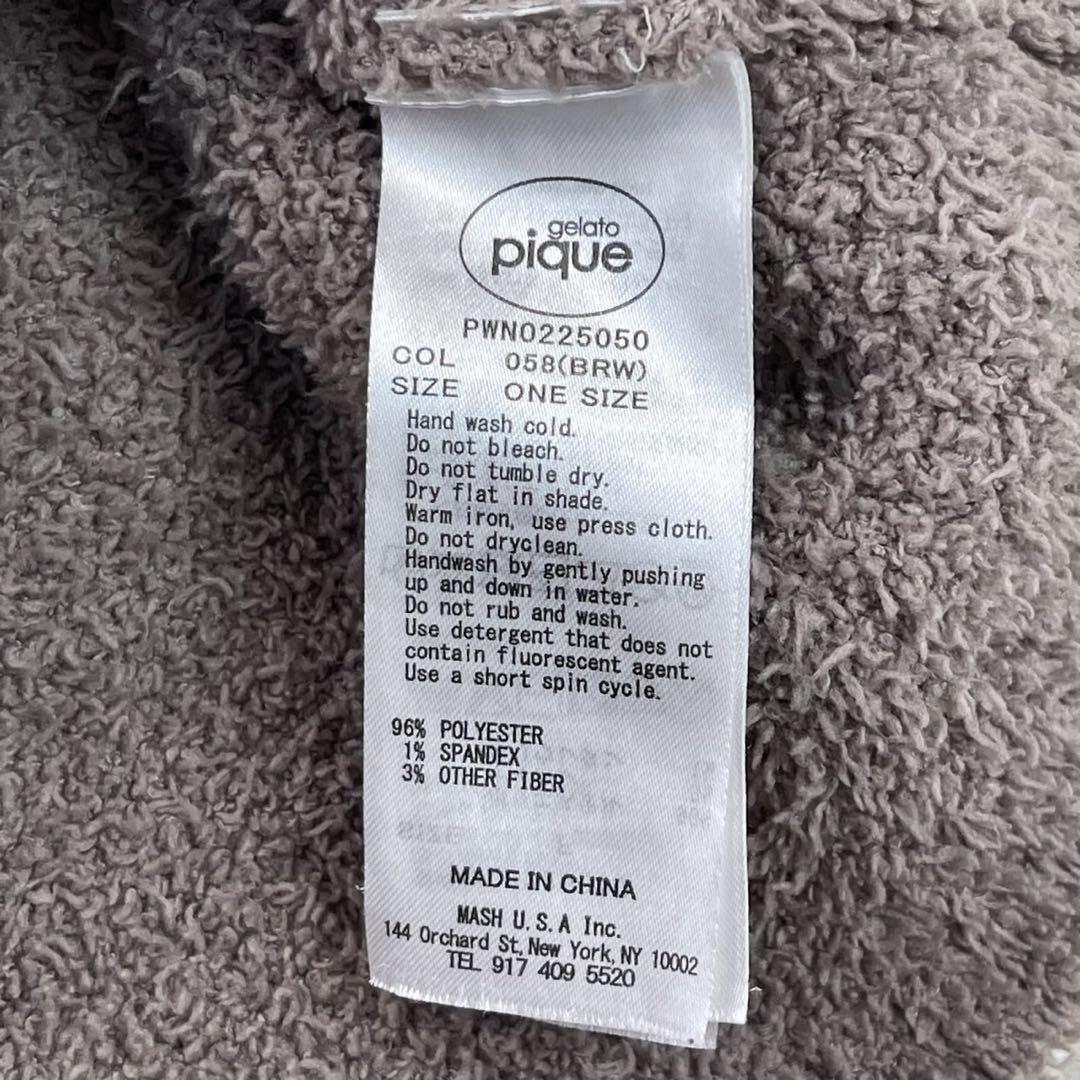 gelato
pique
PWN0225050
COL 058(BRW)
SIZE ONE SIZE
Hand wash cold.
Do not bleach.
Do not tumble dry.
Dry flat in shade.
Warm iron, use press cloth.
Do not dryclean.
Handwash by gently pushing
up and down in water.
Do not rub and wash.
Use detergent that does not
contain fluorescent agent.
Use a short spin cycle.
96% POLYESTER
1% SPANDEX
3% OTHER FIBER
MADE IN CHINA
MASH U.S.A Inc.
144 Orchard St, New York, NY 10002
TEL 917 409 5520